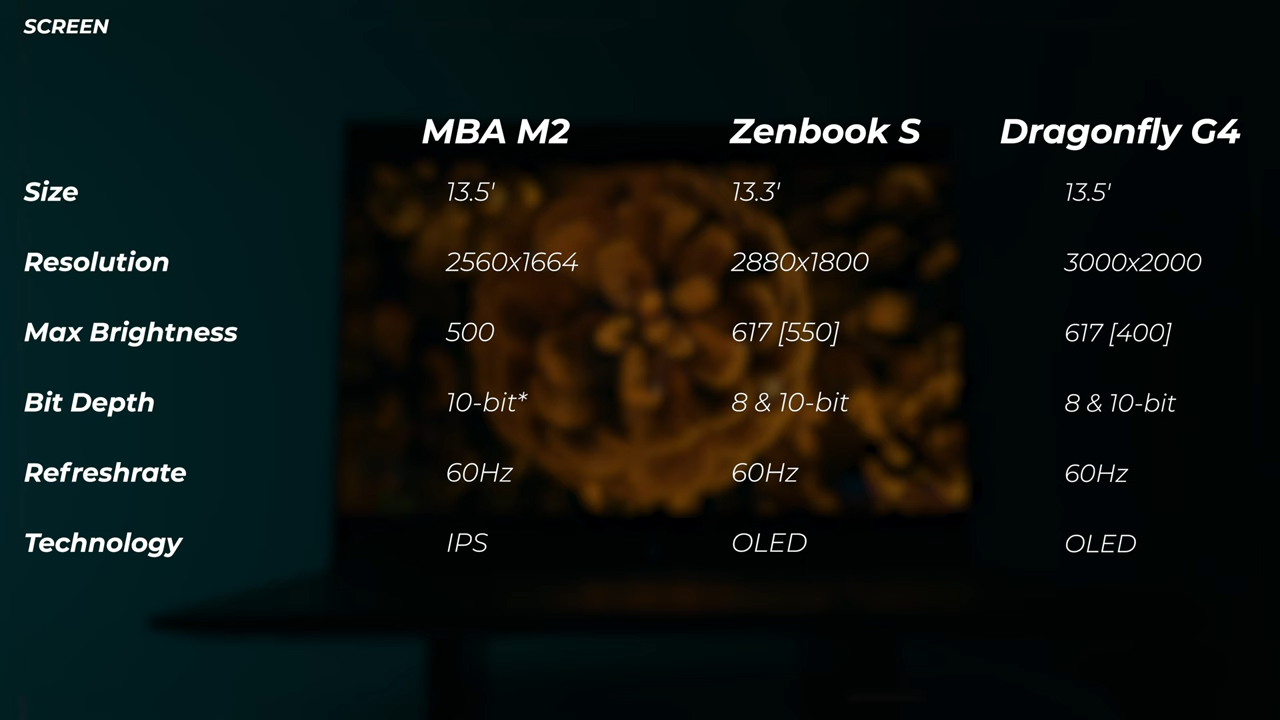 SCREEN
MBA M2 Zenbook S Dragonfly G4
Size 13.5' 13.3' 13.5'
Resolution 2560x1664 2880x1800 3000x2000
Max Brightness 500 617 [550] 617 [400]
Bit Depth 10-bit* 8 & 10-bit 8 & 10-bit
Refreshrate 60Hz 60Hz 60Hz
Technology IPS OLED OLED